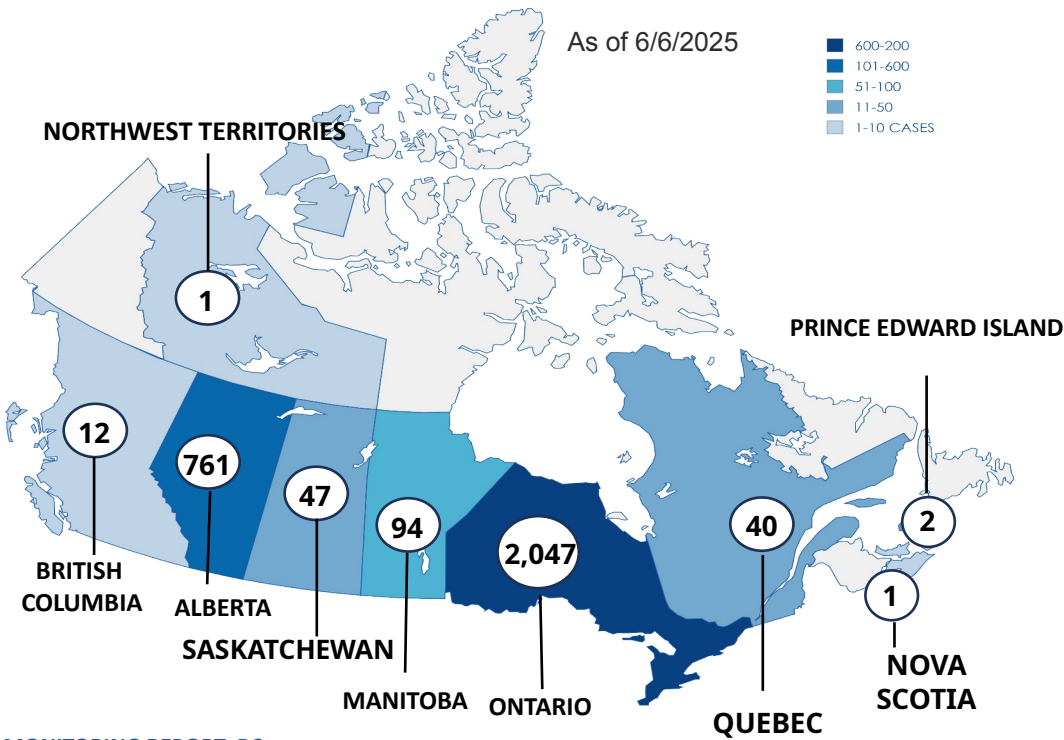 As of 6/6/2025
600-200
101-600
51-100
11-50
1-10 CASES
NORTHWEST TERRITORIES
1
PRINCE EDWARD ISLAND
12
761
47
94
2,047
40
2
1
BRITISH
COLUMBIA
ALBERTA
SASKATCHEWAN
MANITOBA
ONTARIO
QUEBEC
NOVA
SCOTIA